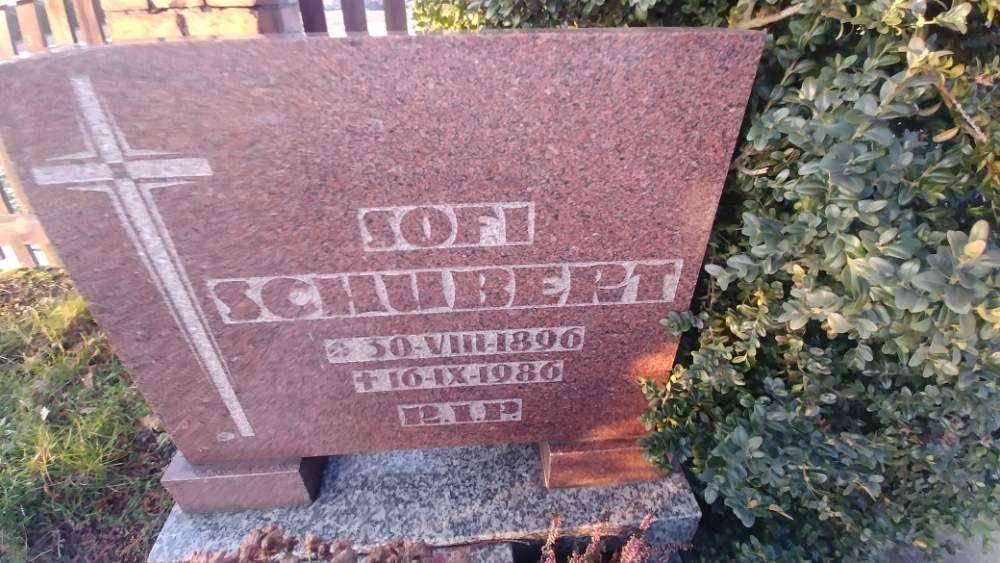 SOFI
SCHUBERT
* 30-VIII-1896
+ 16-IX-1986
R.I.P.